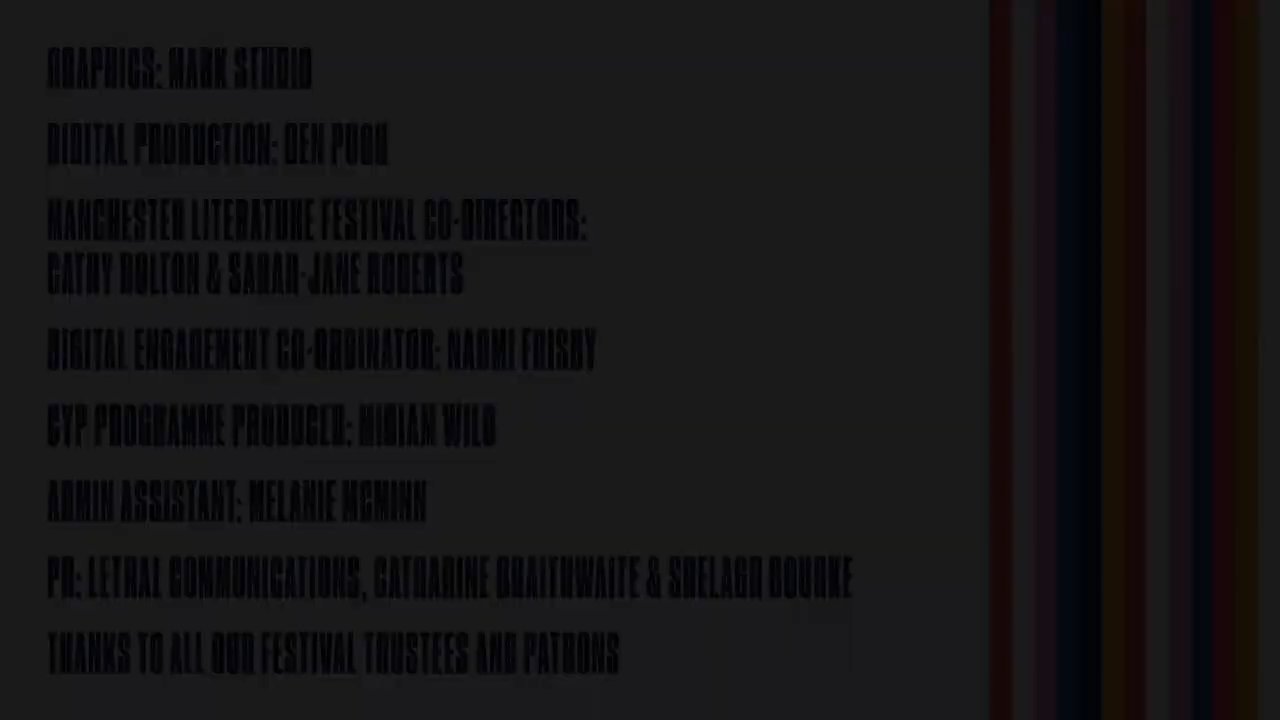 GRAPHICS: MARK STUDIO
DIGITAL PRODUCTION: BEN PUGH
MANCHESTER LITERATURE FESTIVAL CO-DIRECTORS:
CATHY BOLTON & SARAH-JANE ROBERTS
DIGITAL ENGAGEMENT CO-ORDINATOR: NAOMI FRISBY
CYP PROGRAMME PRODUCER: MIRIAM WILD
ADMIN ASSISTANT: MELANIE MCMINN
PR: LETHAL COMMUNICATIONS, CATHARINE BRAITHWAITE & SHELAGH BOURKE
THANKS TO ALL OUR FESTIVAL TRUSTEES AND PATRONS